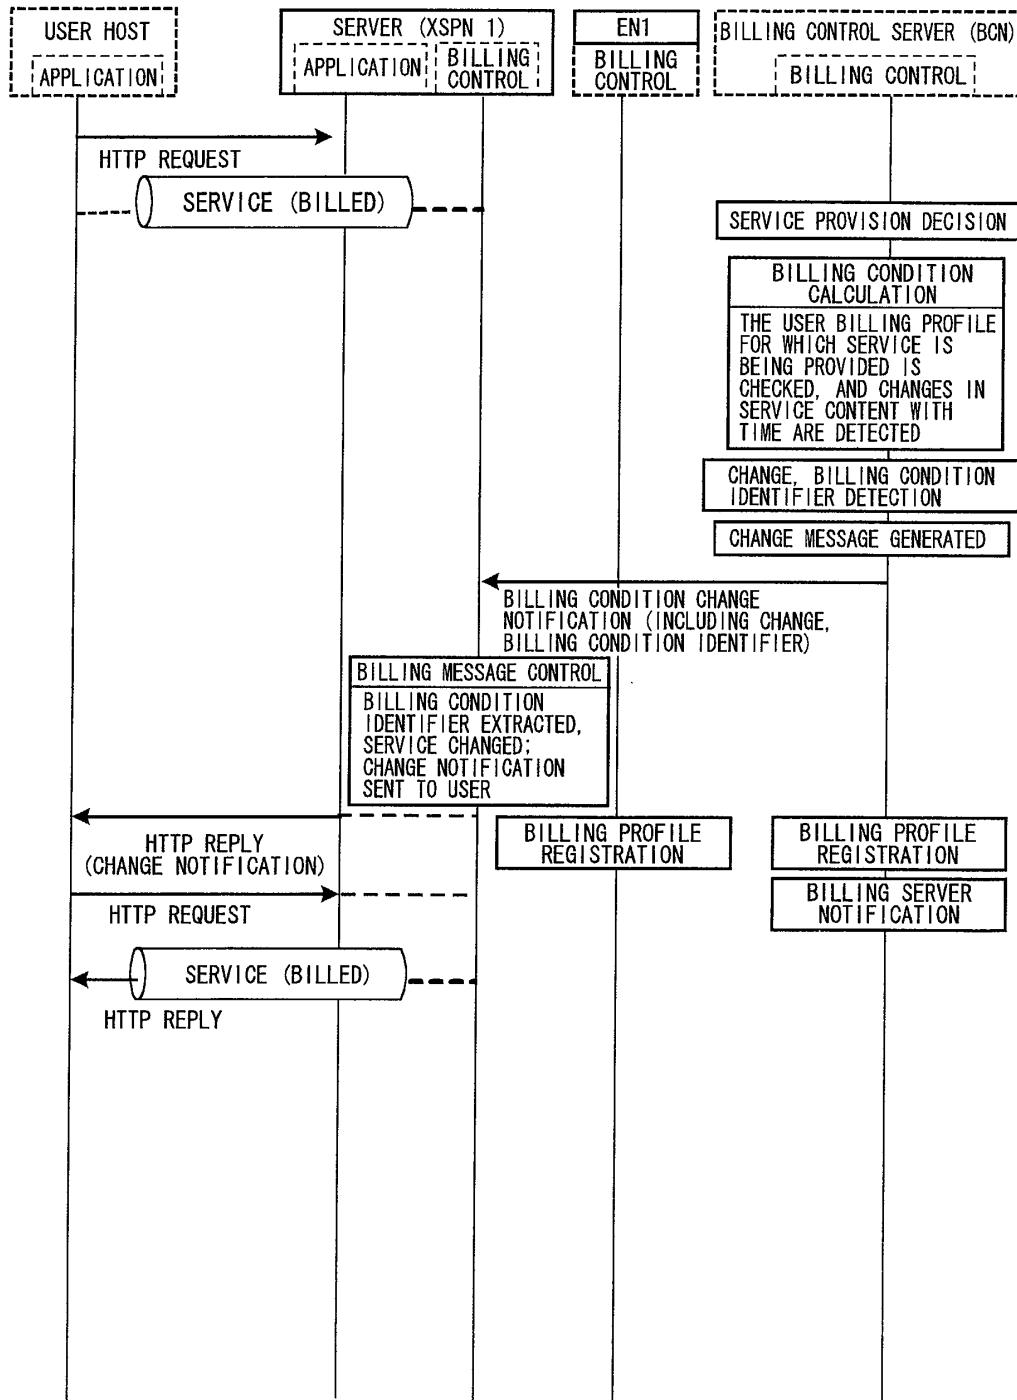 USER HOST
APPLICATION
SERVER (XSPN 1)
APPLICATION
BILLING
CONTROL
EN1
BILLING
CONTROL
BILLING CONTROL SERVER (BCN)
BILLING CONTROL
HTTP REQUEST
SERVICE (BILLED)
SERVICE PROVISION DECISION
BILLING CONDITION
CALCULATION
THE USER BILLING PROFILE
FOR WHICH SERVICE IS
BEING PROVIDED IS
CHECKED, AND CHANGES IN
SERVICE CONTENT WITH
TIME ARE DETECTED
CHANGE, BILLING CONDITION
IDENTIFIER DETECTION
CHANGE MESSAGE GENERATED
BILLING CONDITION CHANGE
NOTIFICATION (INCLUDING CHANGE,
BILLING CONDITION IDENTIFIER)
BILLING MESSAGE CONTROL
BILLING CONDITION
IDENTIFIER EXTRACTED,
SERVICE CHANGED;
CHANGE NOTIFICATION
SENT TO USER
HTTP REPLY
(CHANGE NOTIFICATION)
BILLING PROFILE
REGISTRATION
BILLING PROFILE
REGISTRATION
HTTP REQUEST
BILLING SERVER
NOTIFICATION
SERVICE (BILLED)
HTTP REPLY